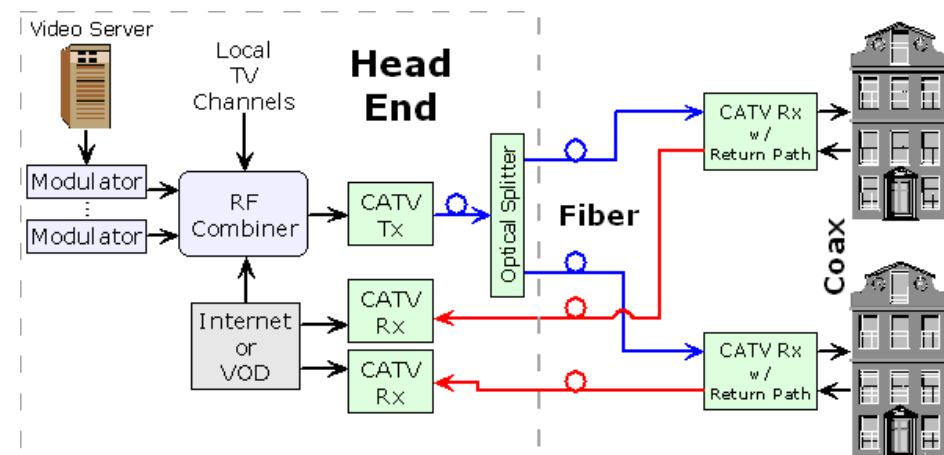 Video Server
Local
TV
Channels
Head
End
Modulator
Modulator
RF
Combiner
CATV
Tx
Optical Splitter
Fiber
CATV Rx
w/
Return Path
Coax
Internet
or
VOD
CATV
Rx
CATV
Rx
CATV Rx
w/
Return Path